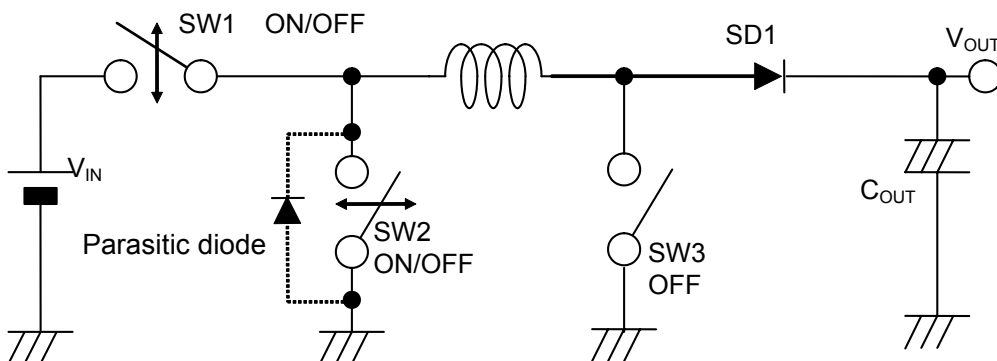 SW1 ON/OFF
SD1
VOUT
VIN
COUT
Parasitic diode
SW2
ON/OFF
SW3
OFF